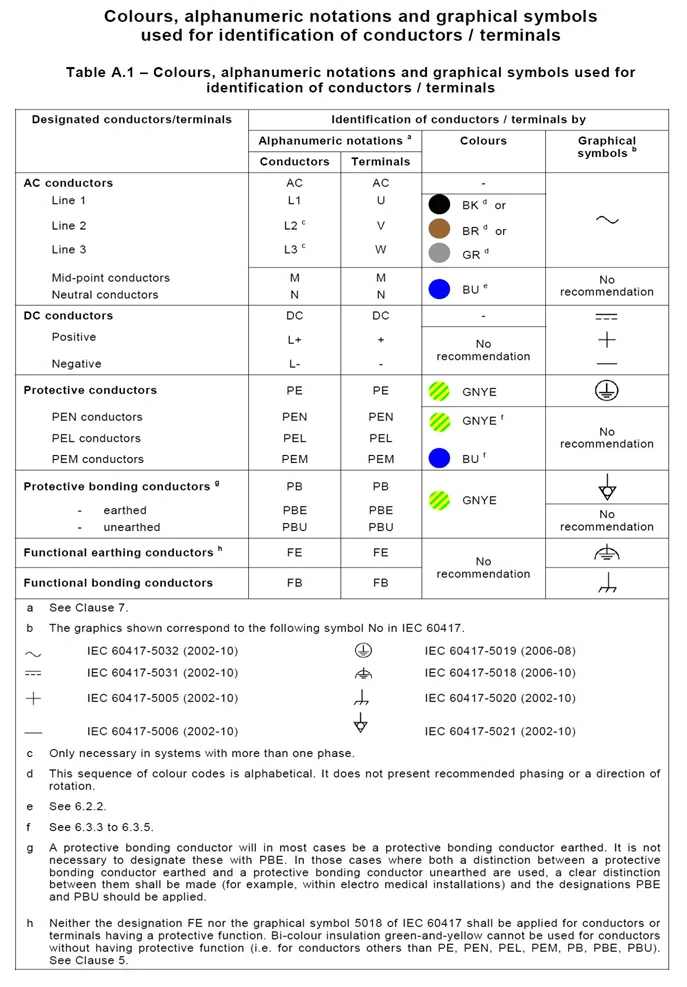 Colours, alphanumeric notations and graphical symbols
used for identification of conductors / terminals
Table A.1 – Colours, alphanumeric notations and graphical symbols used for
identification of conductors / terminals
Designated conductors/terminals Identification of conductors / terminals by
Alphanumeric notations a Colours Graphical
symbols b
Conductors Terminals
AC conductors AC AC -
Line 1 L1 U BK d or
Line 2 L2 c V BR d or
Line 3 L3 c W GR d
Mid-point conductors M M
Neutral conductors N N BU e No
recommendation
DC conductors DC DC -
Positive L+ + No
recommendation
Negative L- -
Protective conductors PE PE GNYE
PEN conductors PEN PEN GNYE f
PEL conductors PEL PEL No
recommendation
PEM conductors PEM PEM BU f
Protective bonding conductors g PB PB GNYE
- earthed PBE PBE No
- unearthed PBU PBU recommendation
Functional earthing conductors h FE FE No
recommendation
Functional bonding conductors FB FB
a See Clause 7.
b The graphics shown correspond to the following symbol No in IEC 60417.
IEC 60417-5032 (2002-10) IEC 60417-5019 (2006-08)
IEC 60417-5031 (2002-10) IEC 60417-5018 (2006-10)
IEC 60417-5005 (2002-10) IEC 60417-5020 (2002-10)
IEC 60417-5006 (2002-10) IEC 60417-5021 (2002-10)
c Only necessary in systems with more than one phase.
d This sequence of colour codes is alphabetical. It does not present recommended phasing or a direction of
rotation.
e See 6.2.2.
f See 6.3.3 to 6.3.5.
g A protective bonding conductor will in most cases be a protective bonding conductor earthed. It is not
necessary to designate these with PBE. In those cases where both a distinction between a protective
bonding conductor earthed and a protective bonding conductor unearthed are used, a clear distinction
between them shall be made (for example, within electro medical installations) and the designations PBE
and PBU should be applied.
h Neither the designation FE nor the graphical symbol 5018 of IEC 60417 shall be applied for conductors or
terminals having a protective function. Bi-colour insulation green-and-yellow cannot be used for conductors
without having protective function (i.e. for conductors others than PE, PEN, PEL, PEM, PB, PBE, PBU).
See Clause 5.